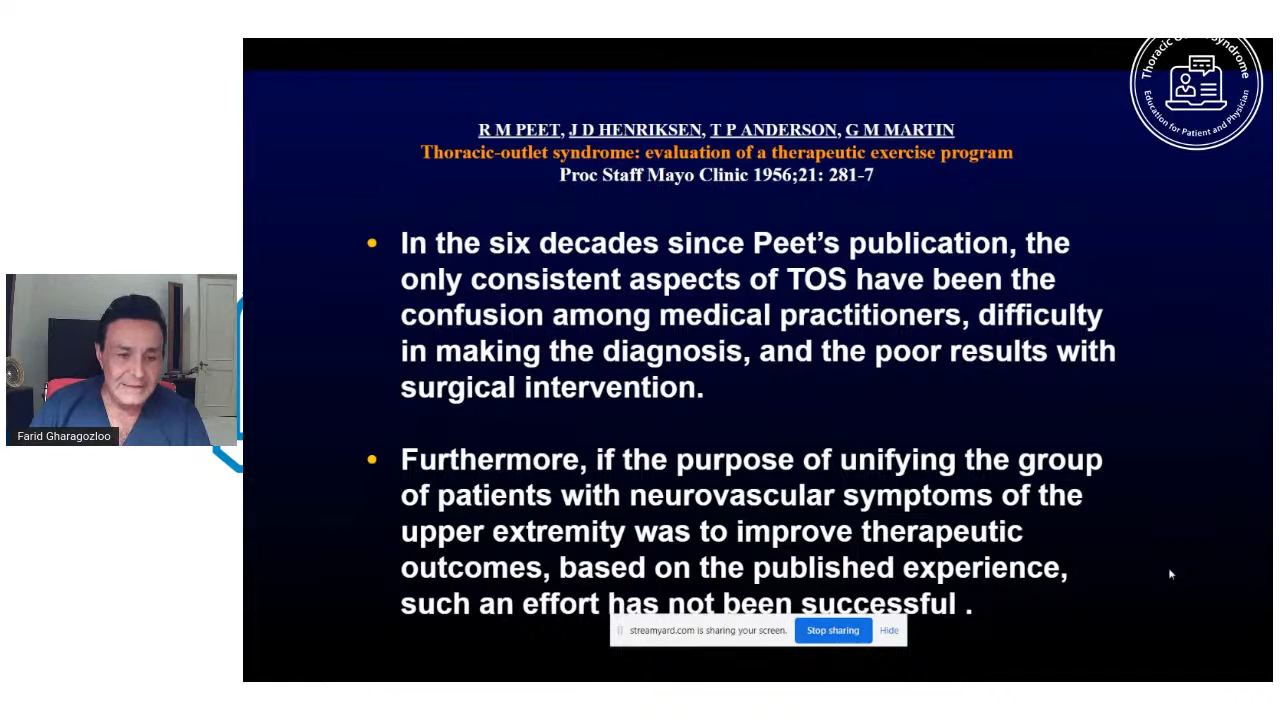 Thoracic Outlet Syndrome
Education for Patient and Physician
R M PEET, J D HENRIKSEN, T P ANDERSON, G M MARTIN
Thoracic-outlet syndrome: evaluation of a therapeutic exercise program
Proc Staff Mayo Clinic 1956;21: 281-7
• In the six decades since Peet's publication, the
only consistent aspects of TOS have been the
confusion among medical practitioners, difficulty
in making the diagnosis, and the poor results with
surgical intervention.
• Furthermore, if the purpose of unifying the group
of patients with neurovascular symptoms of the
upper extremity was to improve therapeutic
outcomes, based on the published experience,
such an effort has not been successful .
streamyard.com is sharing your screen. Stop sharing Hide
Farid Gharagozloo